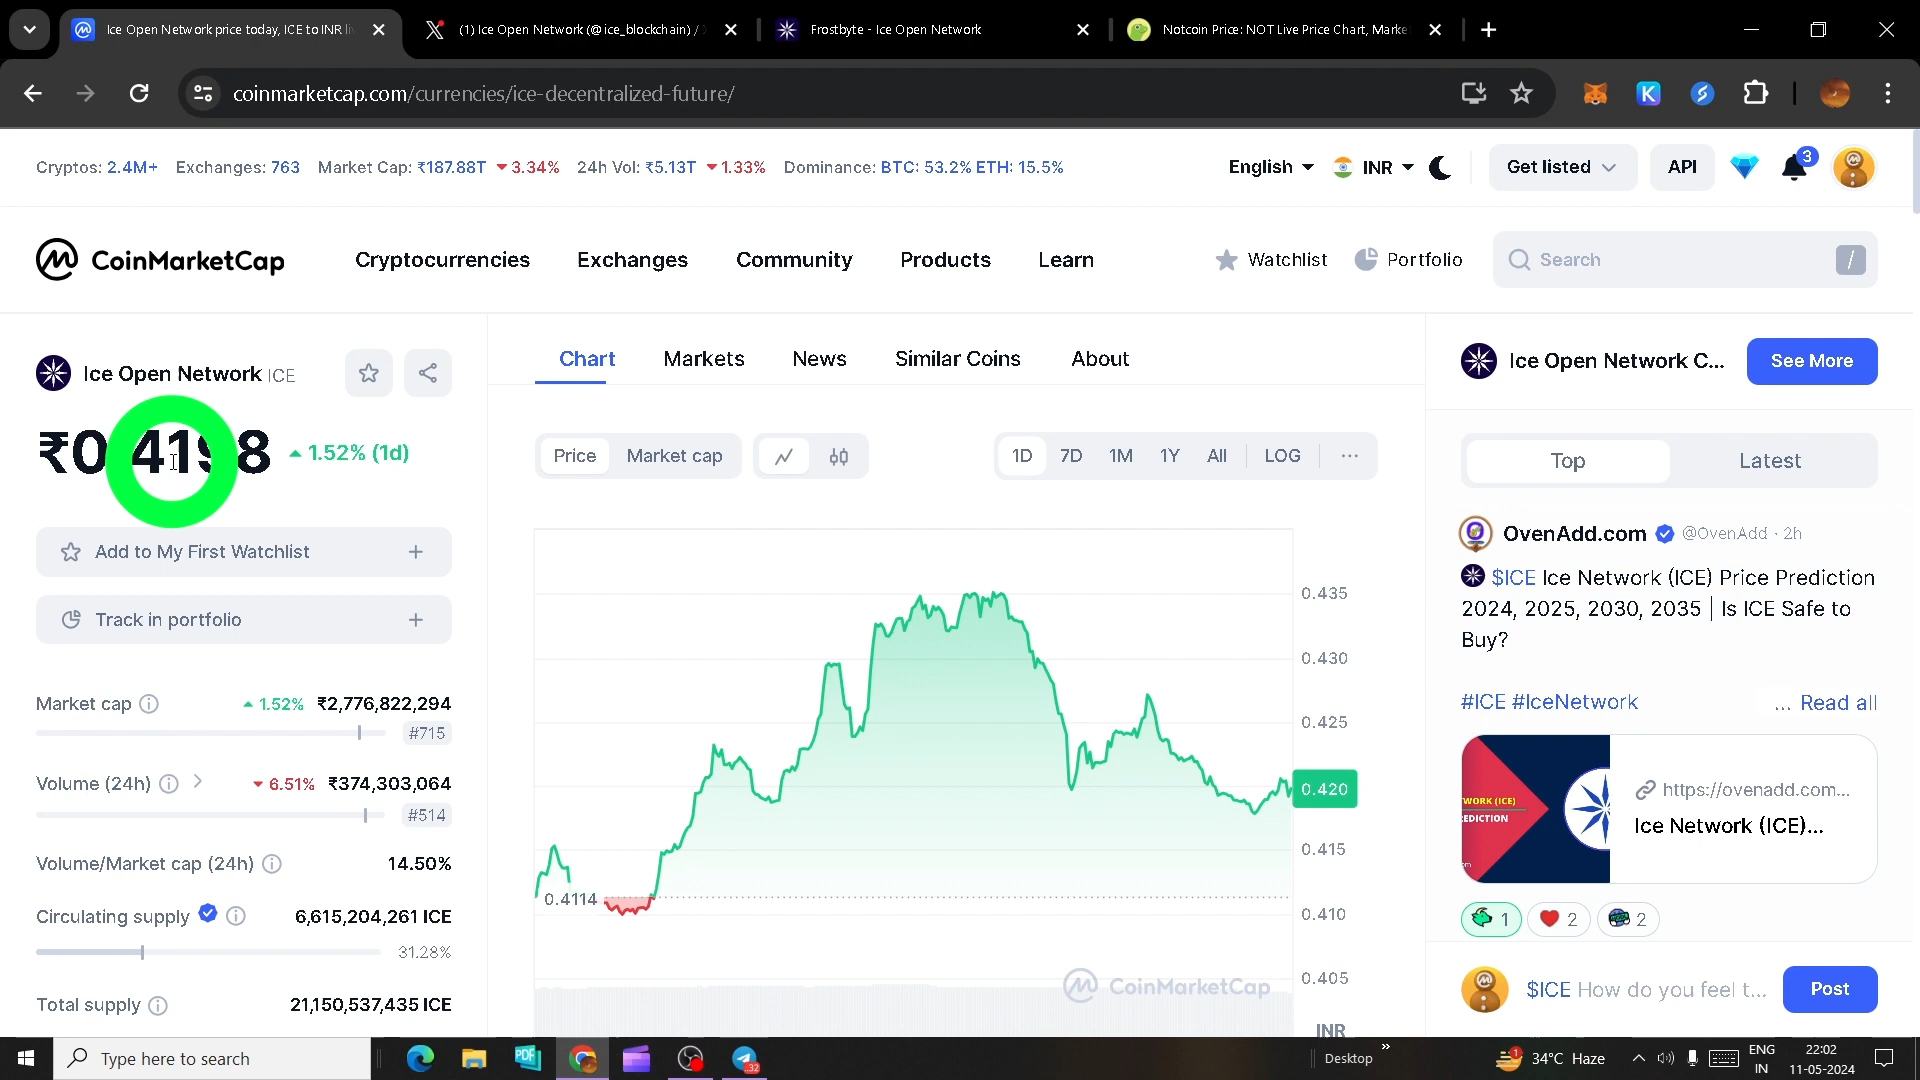 Ice Open Network price today, ICE to INR li
(1) Ice Open Network (@ice_blockchain) /
Frostbyte - Ice Open Network
Notcoin Price: NOT Live Price Chart, Marke
coinmarketcap.com/currencies/ice-decentralized-future/
Cryptos: 2.4M+ Exchanges: 763 Market Cap: ₹187.88T 3.34% 24h Vol: ₹5.13T 1.33% Dominance: BTC: 53.2% ETH: 15.5%
English INR Get listed API 3
CoinMarketCap
Cryptocurrencies Exchanges Community Products Learn
Watchlist Portfolio Search /
Ice Open Network ICE
₹0.4198 1.52% (1d)
Add to My First Watchlist +
Track in portfolio +
Market cap 1.52% ₹2,776,822,294
#715
Volume (24h) 6.51% ₹374,303,064
#514
Volume/Market cap (24h) 14.50%
Circulating supply 6,615,204,261 ICE
31.28%
Total supply 21,150,537,435 ICE
Chart Markets News Similar Coins About
Price Market cap
1D 7D 1M 1Y All LOG ...
0.435
0.430
0.425
0.420
0.415
0.4114
0.410
0.405
CoinMarketCap
INR
Ice Open Network C... See More
Top Latest
OvenAdd.com @OvenAdd · 2h
$ICE Ice Network (ICE) Price Prediction
2024, 2025, 2030, 2035 | Is ICE Safe to
Buy?
#ICE #IceNetwork ... Read all
WORK (ICE)
EDICTION
https://ovenadd.com...
Ice Network (ICE)...
1 2 2
$ICE How do you feel t... Post
Type here to search
PDF
32
Desktop »
1
34°C Haze
ENG
IN
22:02
11-05-2024